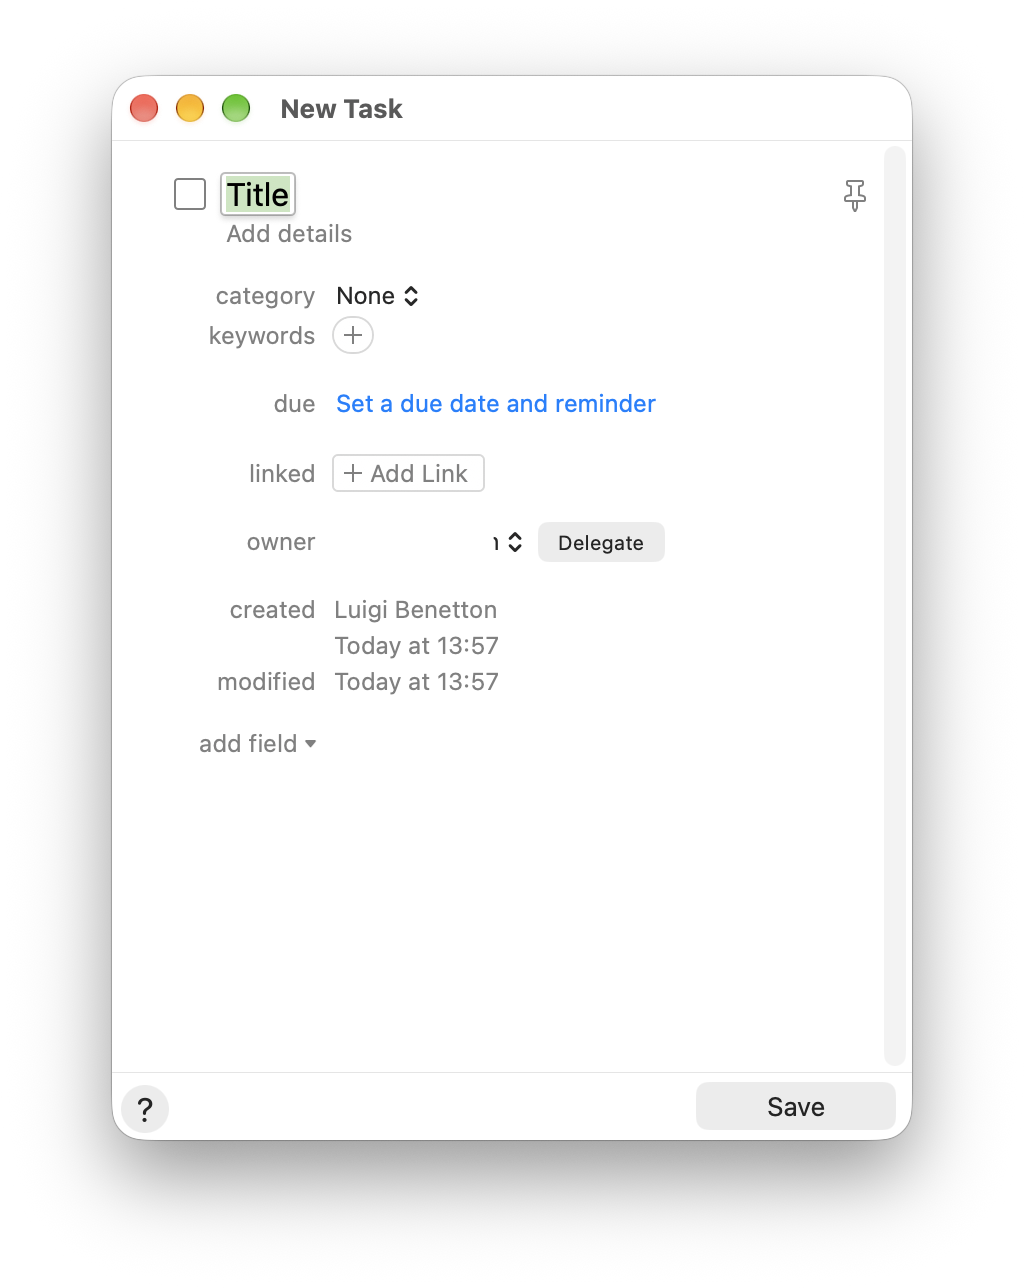 New Task
Title
Add details
category None
keywords
due Set a due date and reminder
linked + Add Link
owner Delegate
created Luigi Benetton
Today at 13:57
modified Today at 13:57
add field
? Save